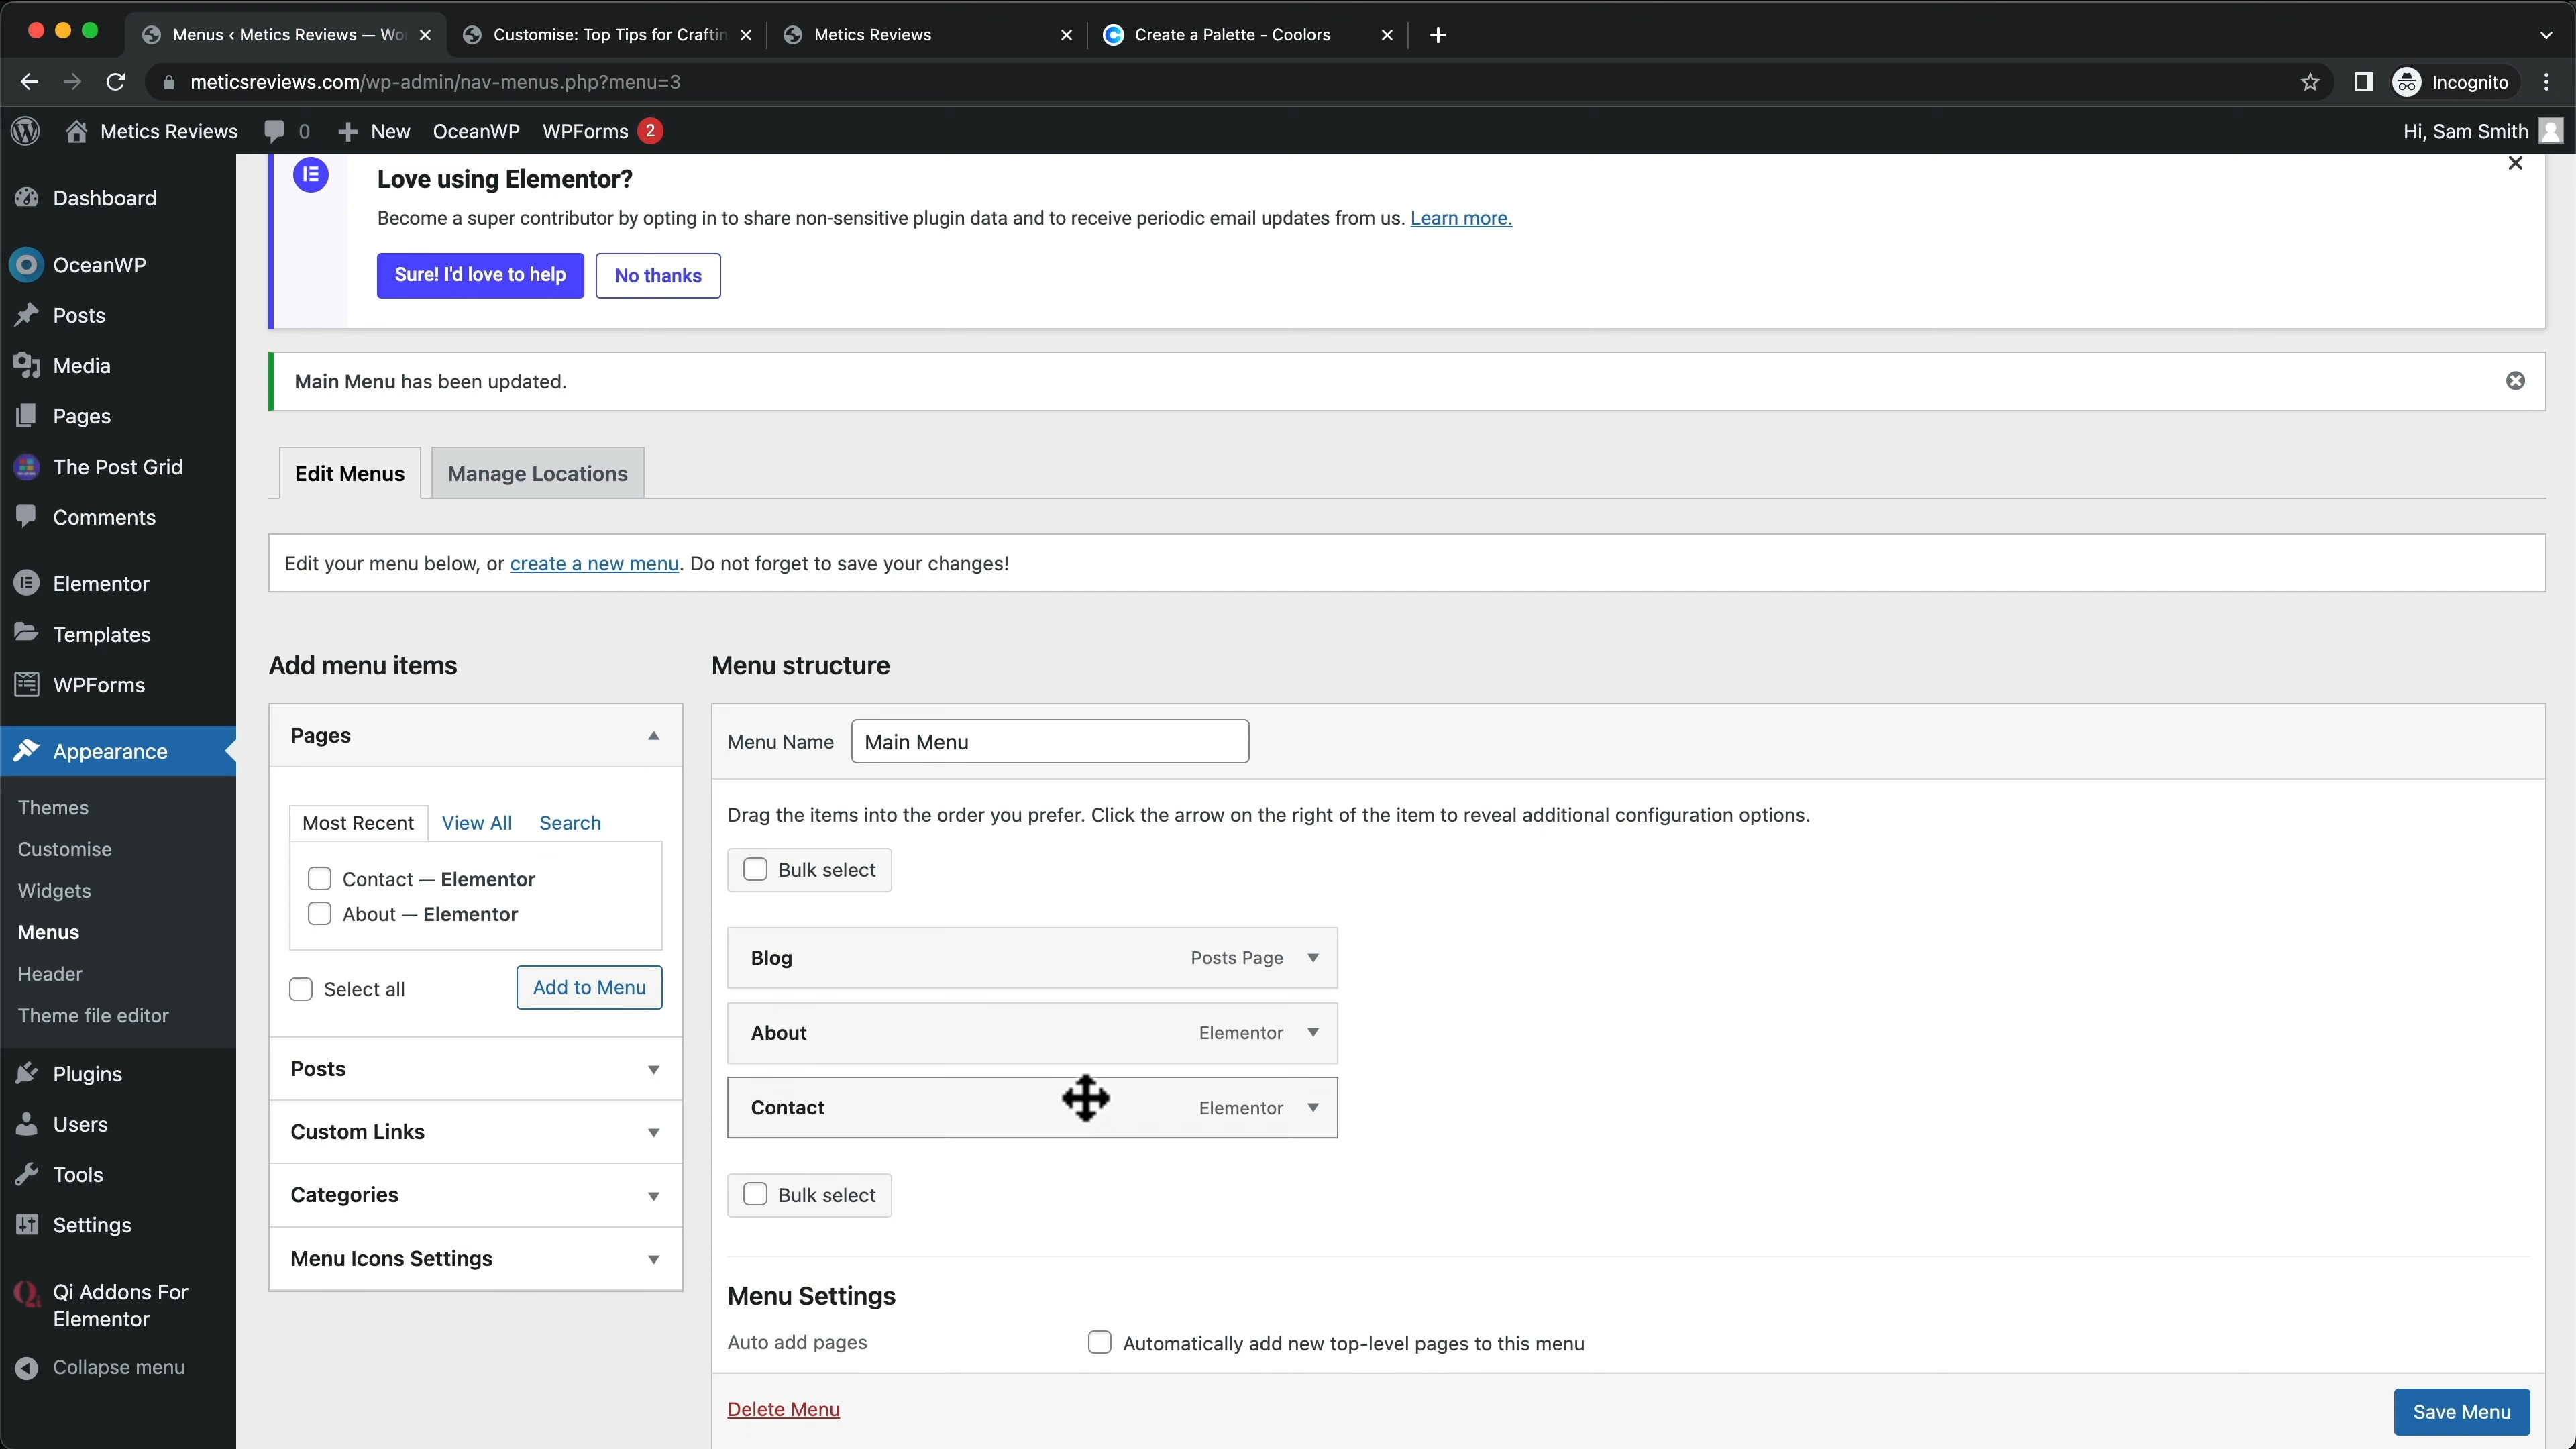 Menus ‹ Metics Reviews — Wo
Customise: Top Tips for Craftin
Metics Reviews
Create a Palette - Coolors
meticsreviews.com/wp-admin/nav-menus.php?menu=3
Incognito
Metics Reviews
0
New
OceanWP
WPForms
2
Hi, Sam Smith
Dashboard
OceanWP
Posts
Media
Pages
The Post Grid
Comments
Elementor
Templates
WPForms
Appearance
Themes
Customise
Widgets
Menus
Header
Theme file editor
Plugins
Users
Tools
Settings
Qi Addons For
Elementor
Collapse menu
Love using Elementor?
Become a super contributor by opting in to share non-sensitive plugin data and to receive periodic email updates from us. Learn more.
Sure! I'd love to help
No thanks
Main Menu has been updated.
Edit Menus
Manage Locations
Edit your menu below, or create a new menu. Do not forget to save your changes!
Add menu items
Pages
Most Recent
View All
Search
Contact — Elementor
About — Elementor
Select all
Add to Menu
Posts
Custom Links
Categories
Menu Icons Settings
Menu structure
Menu Name
Main Menu
Drag the items into the order you prefer. Click the arrow on the right of the item to reveal additional configuration options.
Bulk select
Blog
Posts Page
About
Elementor
Contact
Elementor
Bulk select
Menu Settings
Auto add pages
Automatically add new top-level pages to this menu
Delete Menu
Save Menu